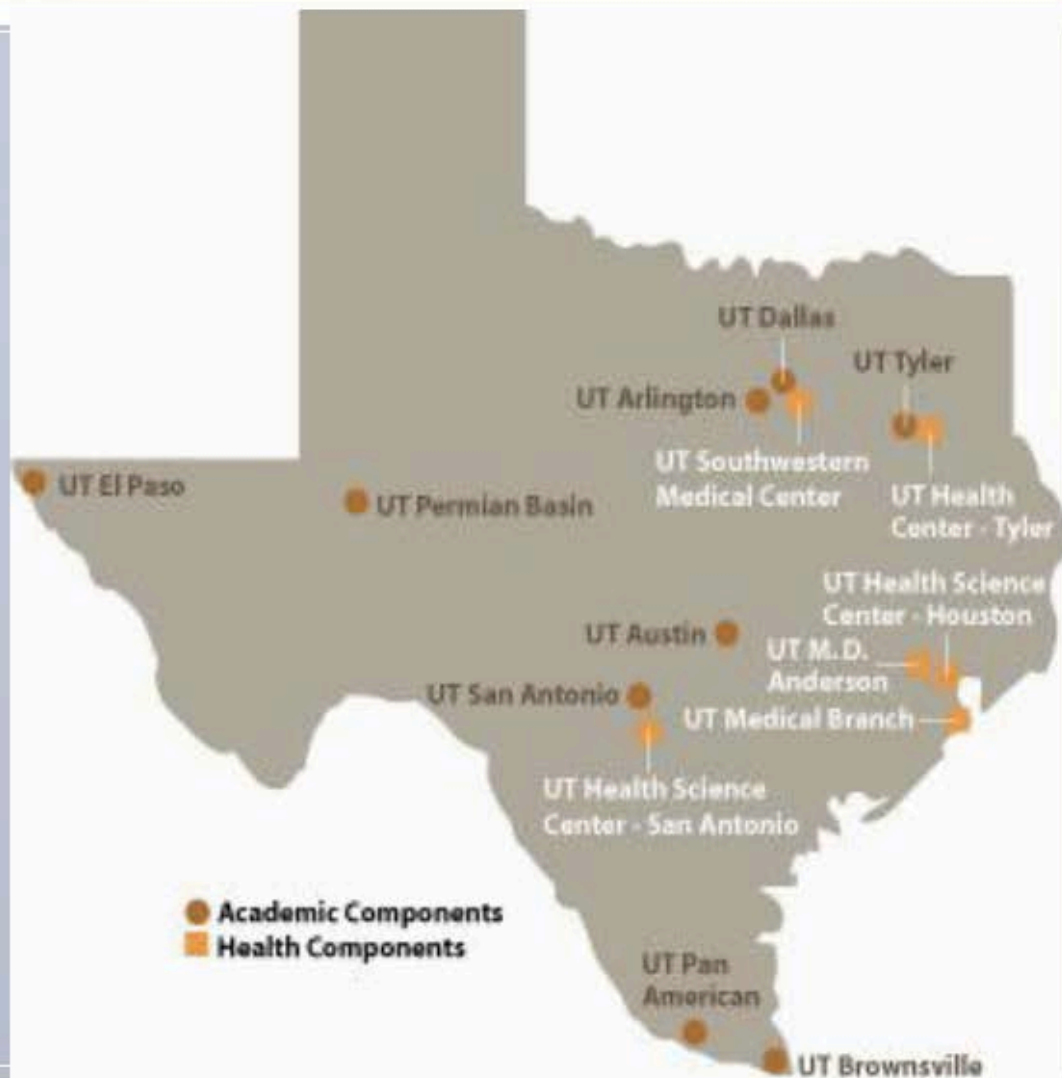 UT Dallas
UT Tyler
UT Arlington
UT Southwestern
Medical Center
UT El Paso
UT Permian Basin
UT Health
Center - Tyler
UT Health Science
Center - Houston
UT Austin
UT M.D.
Anderson
UT San Antonio
UT Medical Branch
UT Health Science
Center - San Antonio
Academic Components
Health Components
UT Pan
American
UT Brownsville